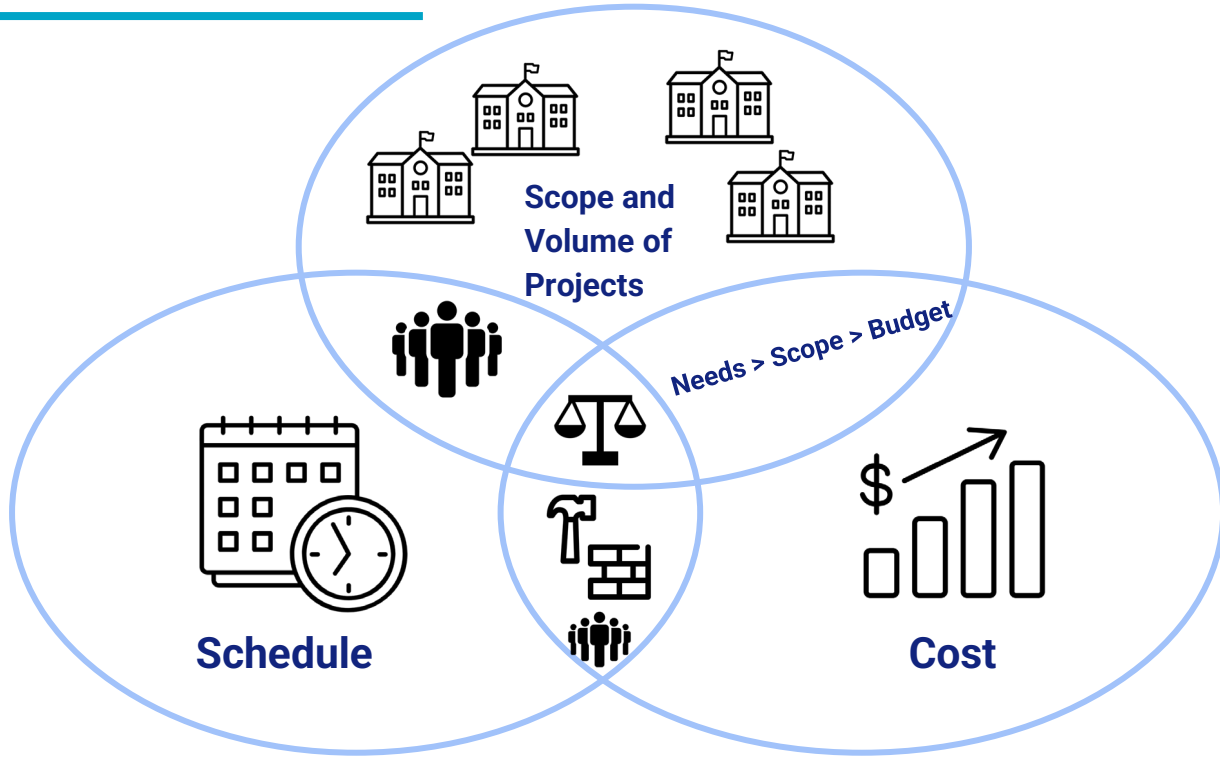 Scope and
Volume of
Projects
Needs > Scope > Budget
$
Schedule
Cost